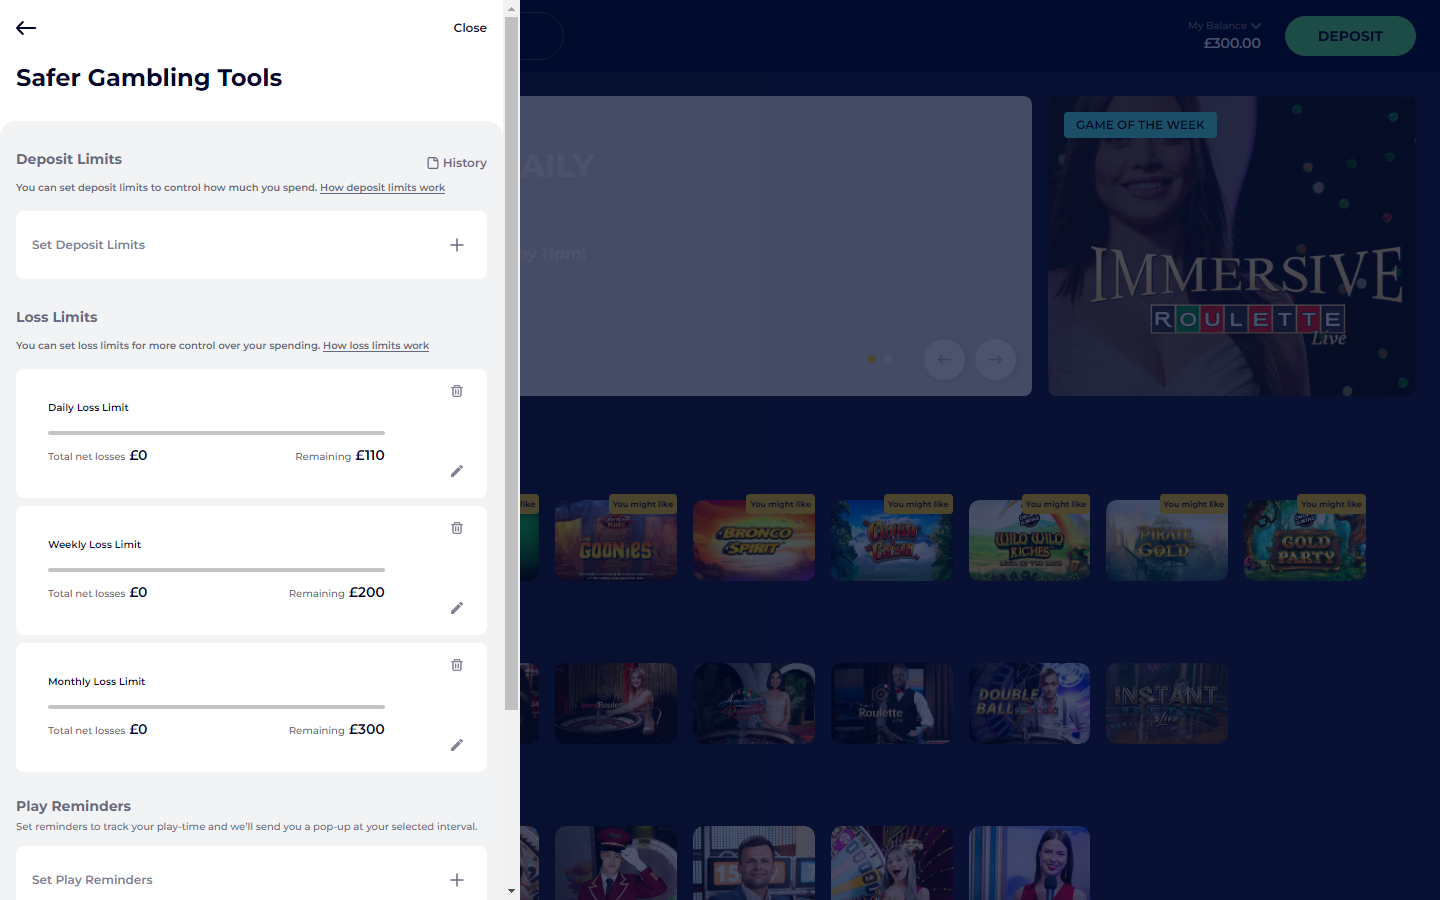 Close
Safer Gambling Tools
Deposit Limits
History
You can set deposit limits to control how much you spend. How deposit limits work
Set Deposit Limits
Loss Limits
You can set loss limits for more control over your spending. How loss limits work
Daily Loss Limit
Total net losses £0
Remaining £110
Weekly Loss Limit
Total net losses £0
Remaining £200
Monthly Loss Limit
Total net losses £0
Remaining £300
Play Reminders
Set reminders to track your play-time and we'll send you a pop-up at your selected interval.
Set Play Reminders
My Balance
£300.00
DEPOSIT
AILY
by 11pm!
GAME OF THE WEEK
IMMERSIVE
ROULETTE
Live
like
You might like
You might like
You might like
You might like
You might like
You might like
GOONIES
BRONCO
SPIRIT
CONGO
CASH
WILD WILD
RICHES
PIRATE
GOLD
GOLD
PARTY
Roulette
Roulette
DOUBLE
BALL
INSTANT
ROULETTE
15